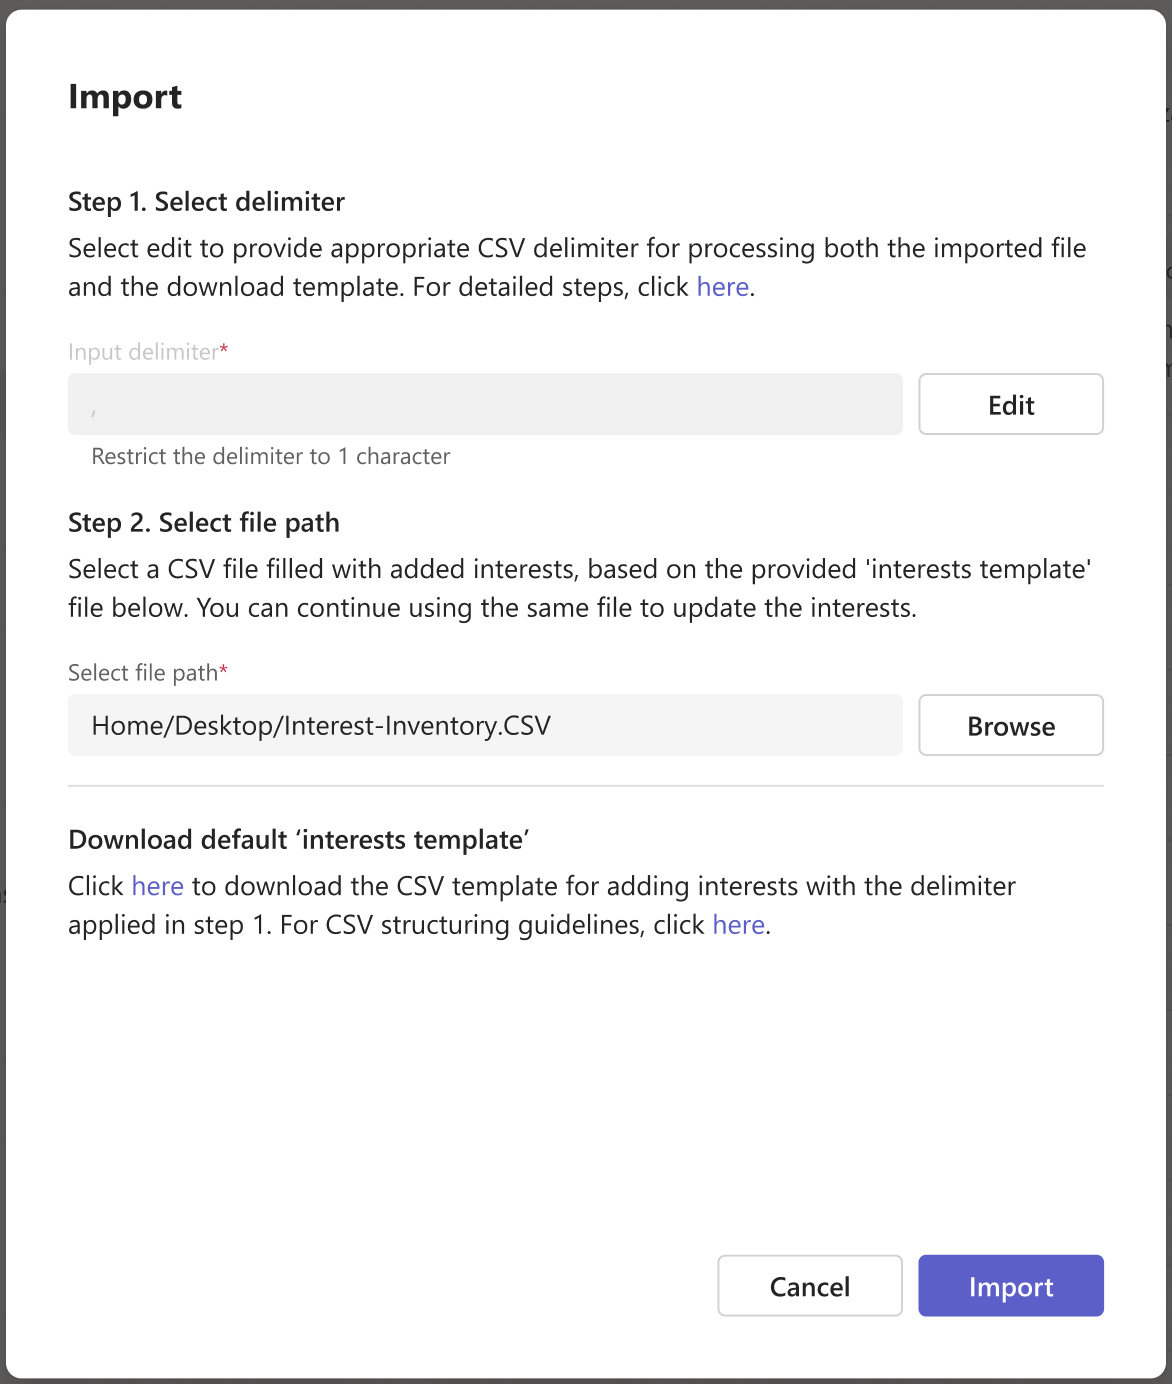 Import
Step 1. Select delimiter
Select edit to provide appropriate CSV delimiter for processing both the imported file
and the download template. For detailed steps, click here.
Input delimiter*
,
Edit
Restrict the delimiter to 1 character
Step 2. Select file path
Select a CSV file filled with added interests, based on the provided 'interests template'
file below. You can continue using the same file to update the interests.
Select file path*
Home/Desktop/Interest-Inventory.CSV
Browse
Download default ‘interests template’
Click here to download the CSV template for adding interests with the delimiter
applied in step 1. For CSV structuring guidelines, click here.
Cancel
Import